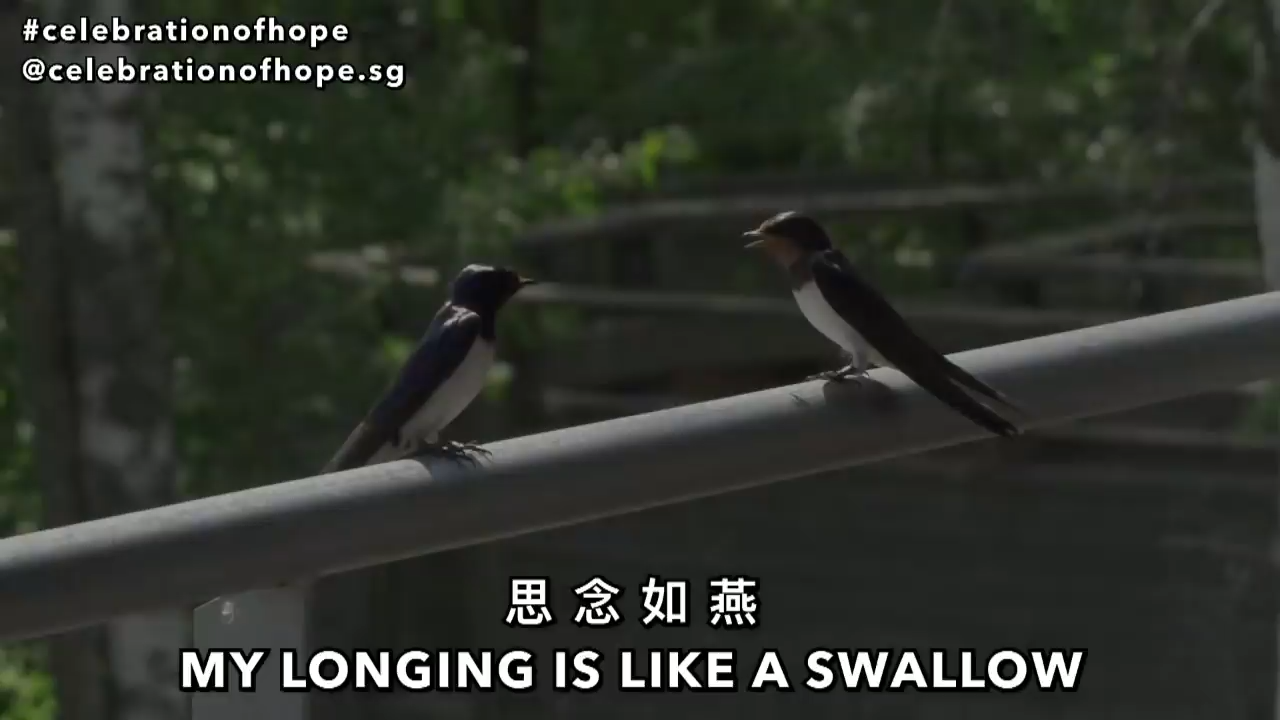 #celebrationofhope
@celebrationofhope.sg
思念如燕
MY LONGING IS LIKE A SWALLOW